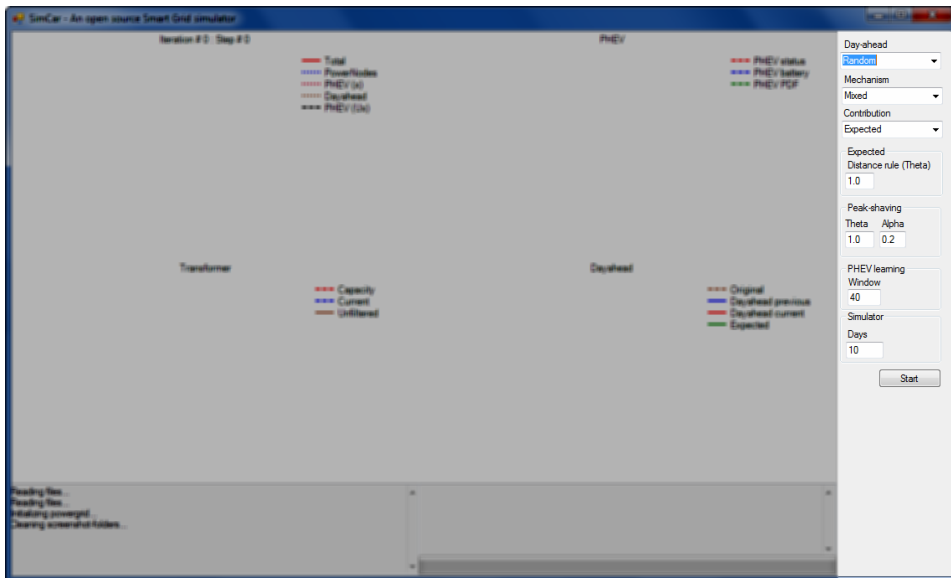 SimCar - An open source Smart Grid simulator
Iteration # 0 Step # 0
Total
PowerNodes
PHEV (x)
Dayahead
PHEV (Ux)
PHEV
PHEV status
PHEV battery
PHEV PDF
Transformer
Capacity
Current
Unfiltered
Dayahead
Original
Dayahead previous
Dayahead current
Expected
Reading files...
Reading files...
Initializing powergrid...
Cleaning screenshot folders...
Day-ahead
Random
Mechanism
Mixed
Contribution
Expected
Expected
Distance rule (Theta)
1.0
Peak-shaving
Theta Alpha
1.0 0.2
PHEV learning
Window
40
Simulator
Days
10
Start